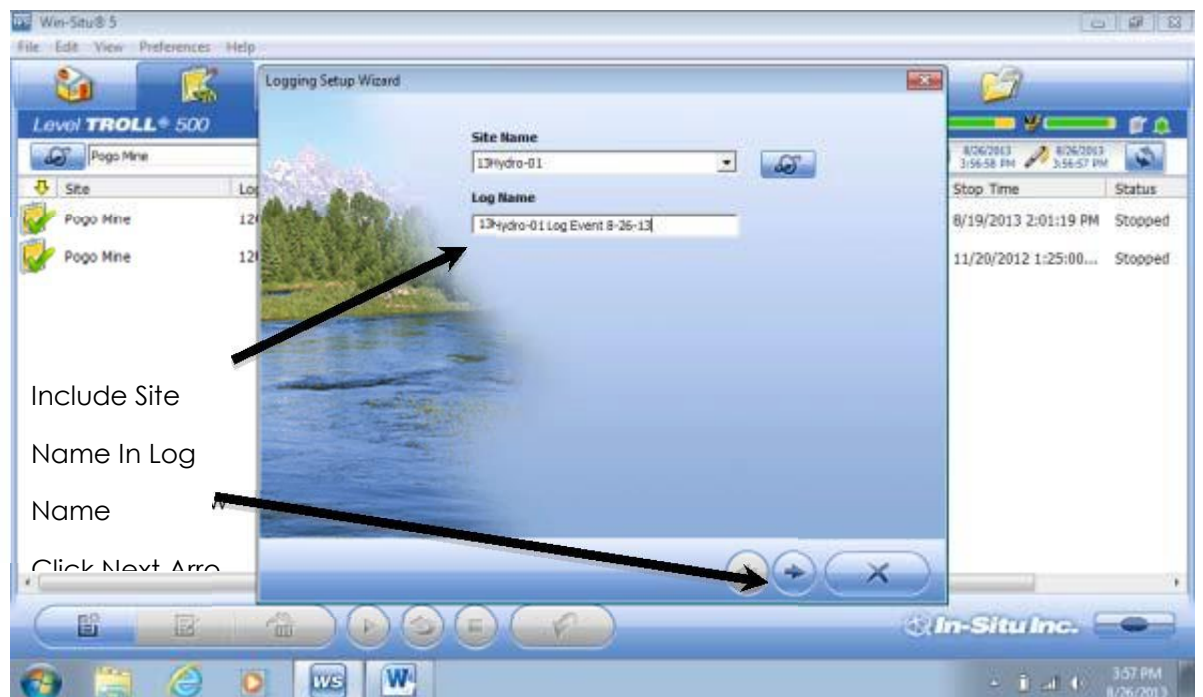 Win-Situ® 5
File Edit View Preferences Help
Logging Setup Wizard
Level TROLL® 500
Pogo Mine
Site Name
13Hydro-01
Log Name
13Hydro-01 Log Event 8-26-13
8/26/2013 3:56:58 PM
8/26/2013 3:56:57 PM
Site
Stop Time Status
Pogo Mine
8/19/2013 2:01:19 PM Stopped
Pogo Mine
11/20/2012 1:25:00... Stopped
Include Site
Name In Log
Name
Click Next Arro
w
In-Situ Inc.
WS
W
3:57 PM
8/26/2013